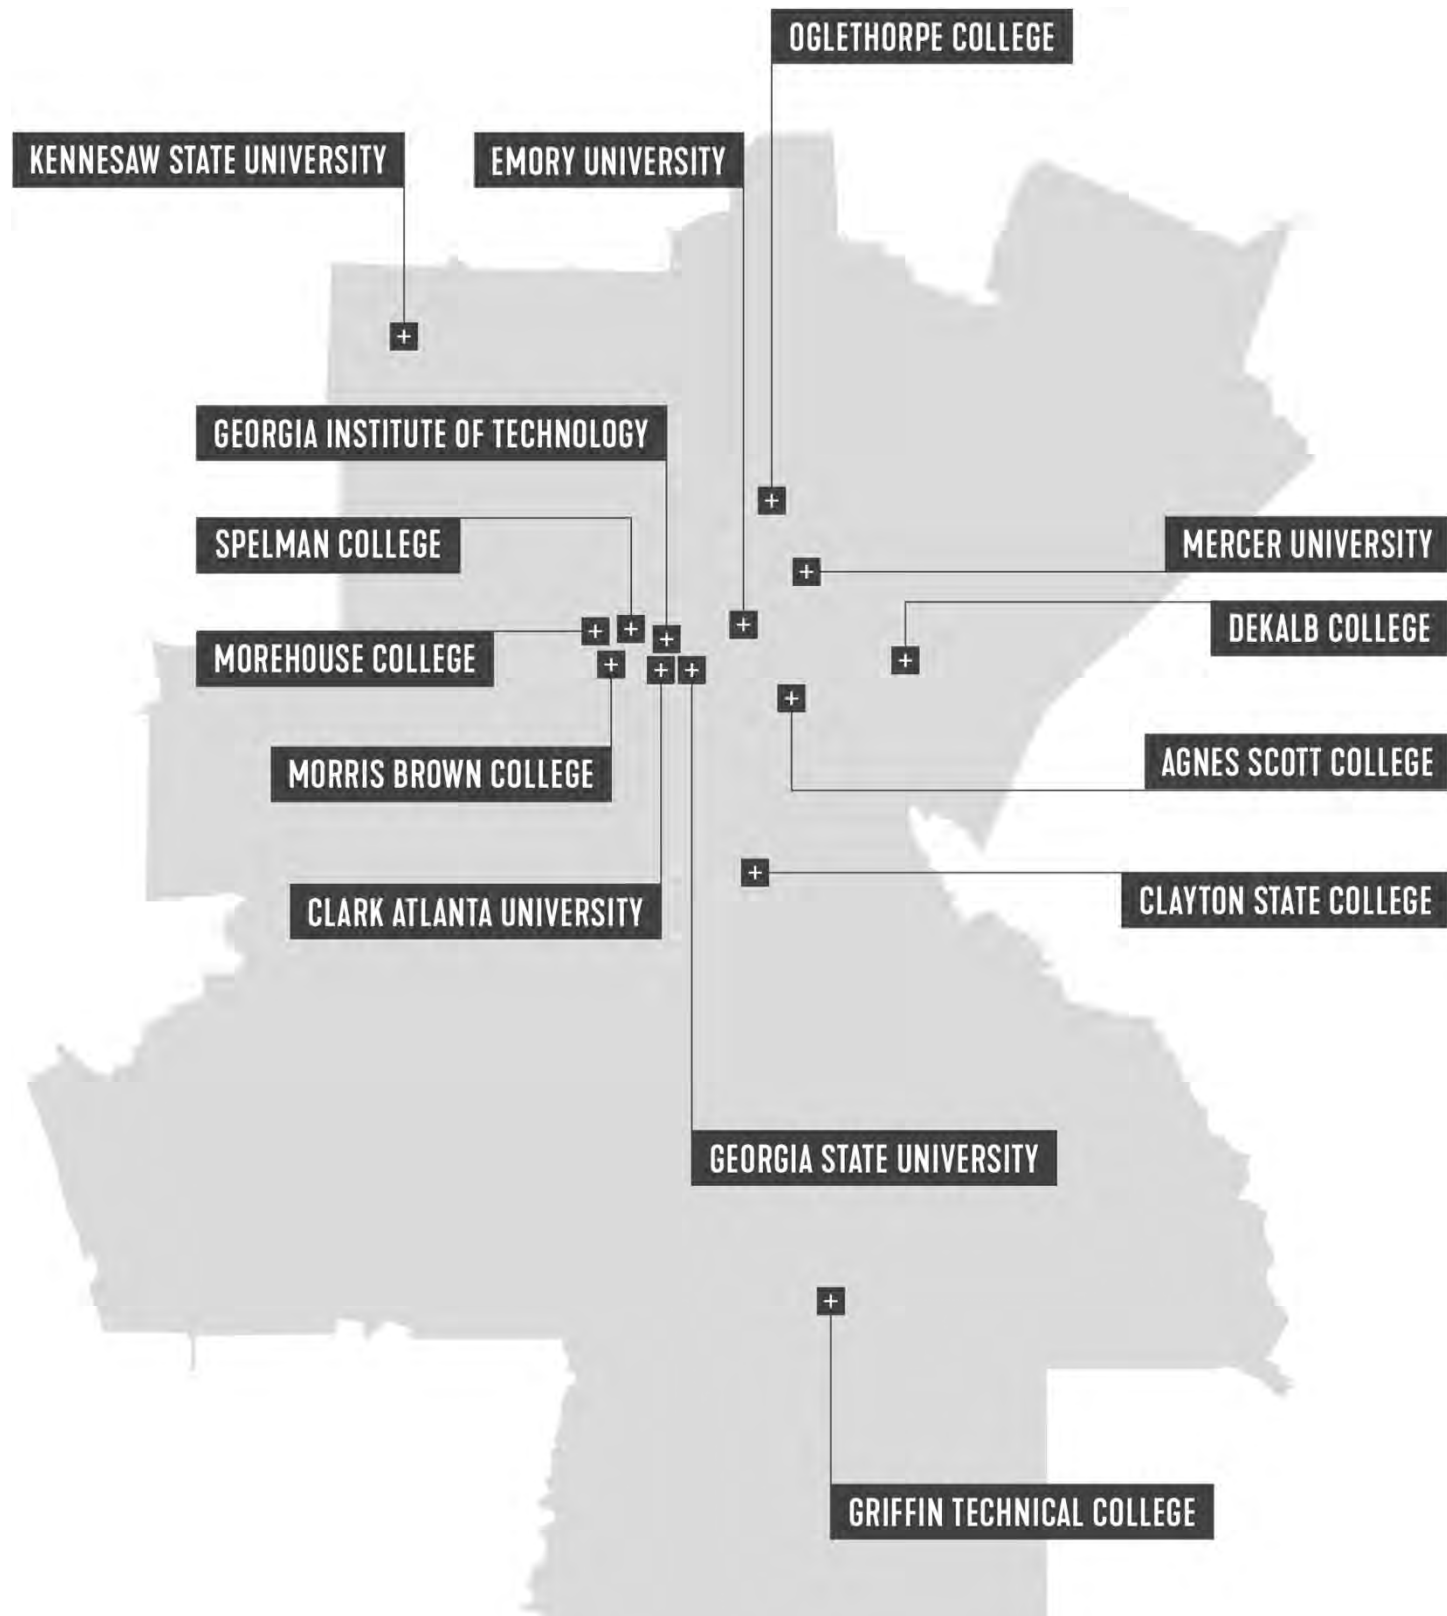 OGLETHORPE COLLEGE
KENNESAW STATE UNIVERSITY
EMORY UNIVERSITY
GEORGIA INSTITUTE OF TECHNOLOGY
SPELMAN COLLEGE
MERCER UNIVERSITY
DEKALB COLLEGE
MOREHOUSE COLLEGE
AGNES SCOTT COLLEGE
MORRIS BROWN COLLEGE
CLAYTON STATE COLLEGE
CLARK ATLANTA UNIVERSITY
GEORGIA STATE UNIVERSITY
GRIFFIN TECHNICAL COLLEGE